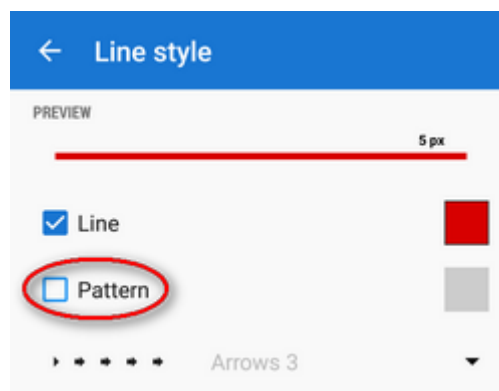 Line style
PREVIEW
5 px
Line
Pattern
Arrows 3